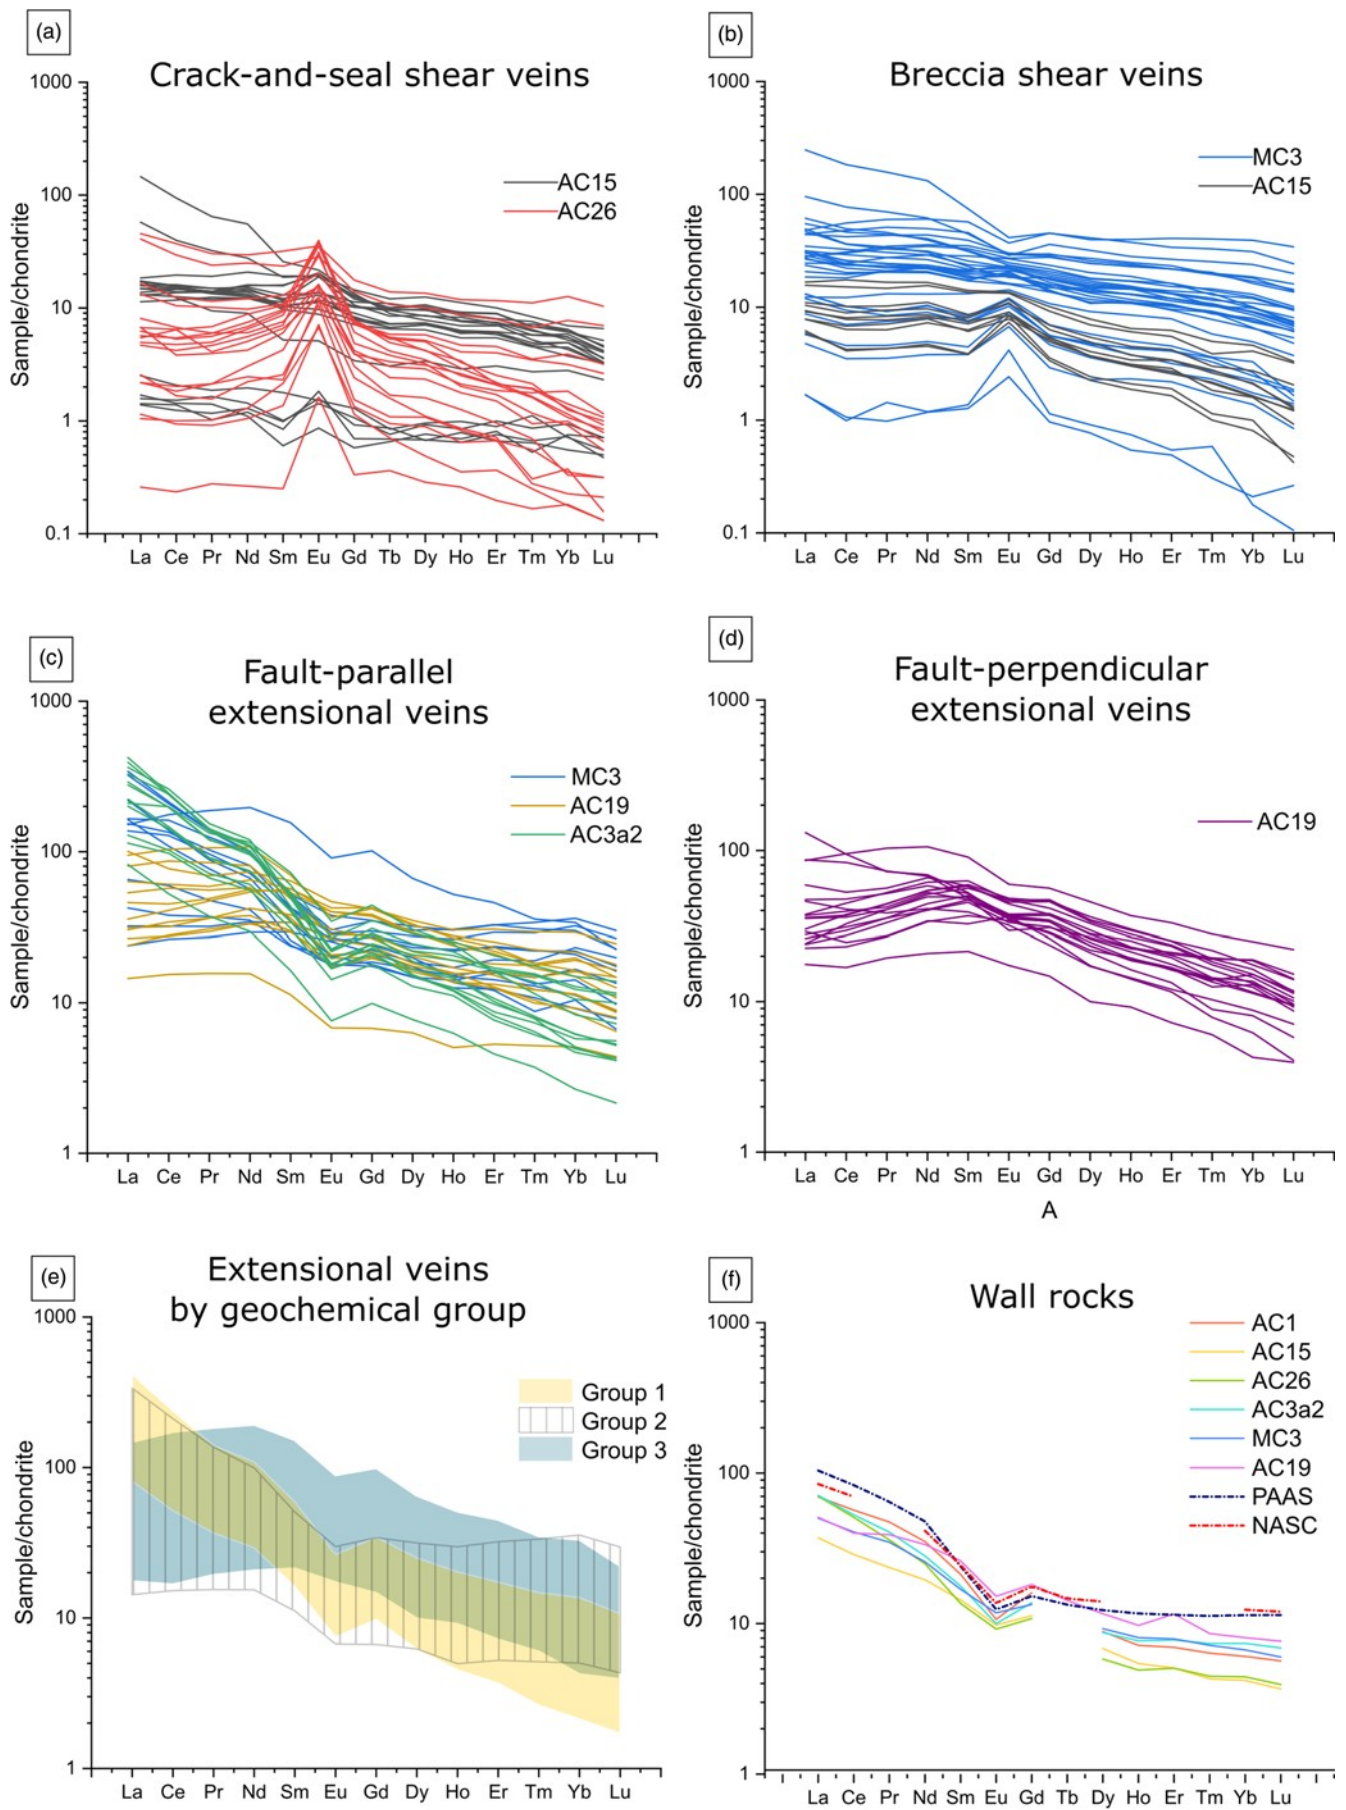 (a)
Crack-and-seal shear veins
1000
100
10
1
0.1
Sample/chondrite
AC15
AC26
La Ce Pr Nd Sm Eu Gd Tb Dy Ho Er Tm Yb Lu
(b)
Breccia shear veins
1000
100
10
1
0.1
Sample/chondrite
MC3
AC15
La Ce Pr Nd Sm Eu Gd Dy Ho Er Tm Yb Lu
(c)
Fault-parallel
extensional veins
1000
100
10
1
Sample/chondrite
MC3
AC19
AC3a2
La Ce Pr Nd Sm Eu Gd Dy Ho Er Tm Yb Lu
(d)
Fault-perpendicular
extensional veins
1000
100
10
1
Sample/chondrite
AC19
La Ce Pr Nd Sm Eu Gd Dy Ho Er Tm Yb Lu
A
(e)
Extensional veins
by geochemical group
1000
100
10
1
Sample/chondrite
Group 1
Group 2
Group 3
La Ce Pr Nd Sm Eu Gd Dy Ho Er Tm Yb Lu
(f)
Wall rocks
1000
100
10
1
Sample/chondrite
AC1
AC15
AC26
AC3a2
MC3
AC19
PAAS
NASC
La Ce Pr Nd Sm Eu Gd Tb Dy Ho Er Tm Yb Lu